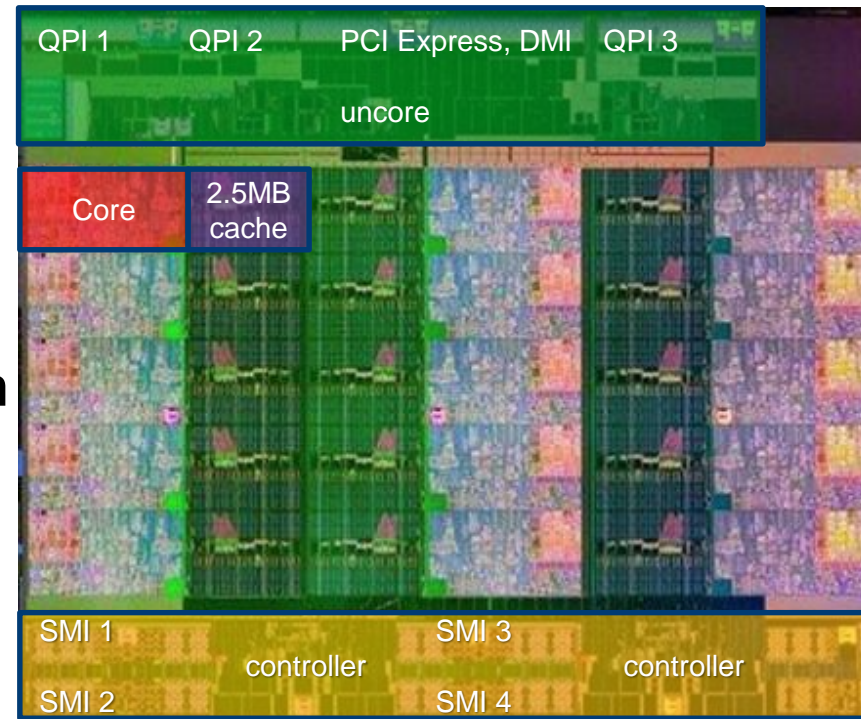 QPI 1 QPI 2 PCI Express, DMI QPI 3
uncore
Core
2.5MB
cache
n
SMI 1 SMI 3
controller controller
SMI 2 SMI 4